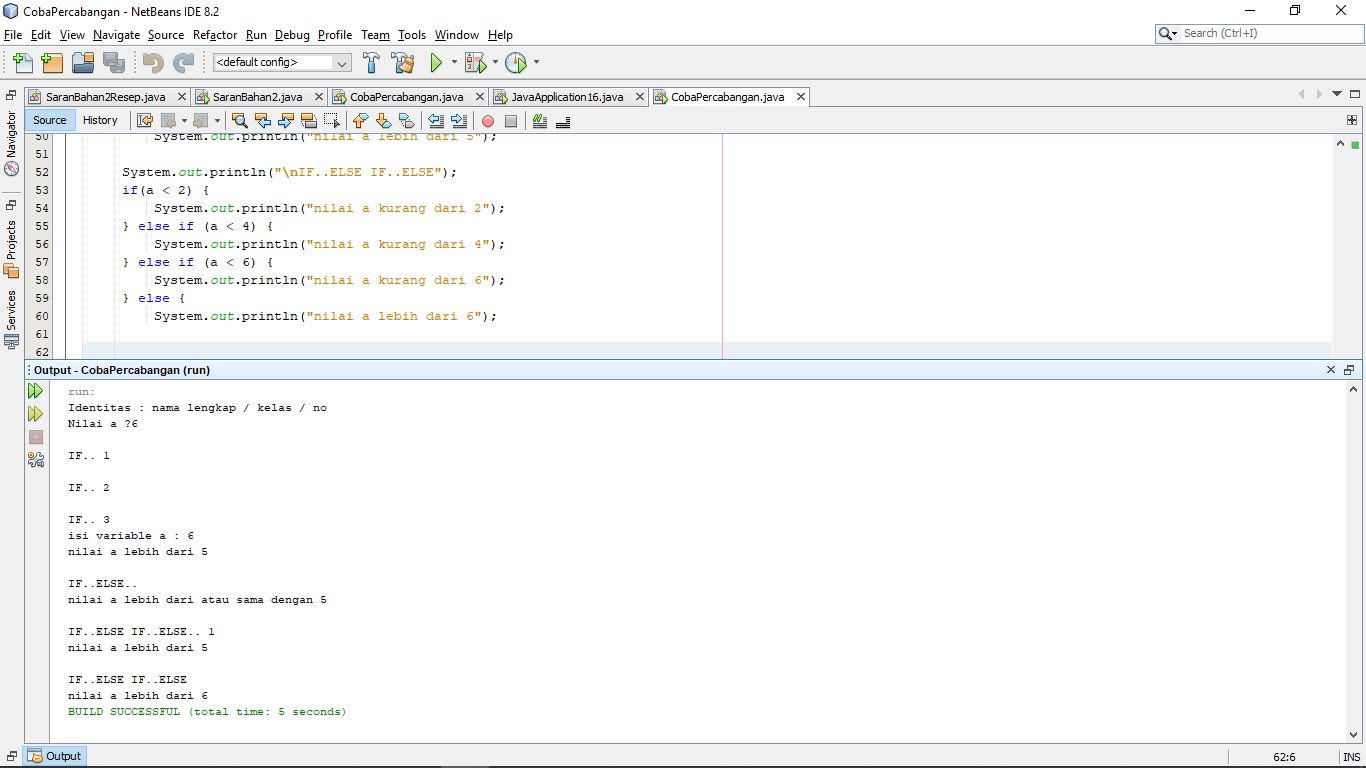 CobaPercabangan - NetBeans IDE 8.2
File Edit View Navigate Source Refactor Run Debug Profile Team Tools Window Help
Search (Ctrl+I)
<default config>
SaranBahan2Resep.java SaranBahan2.java CobaPercabangan.java JavaApplication16.java CobaPercabangan.java
Navigator
Projects
Services
Source History
50 System.out.println("nilai a lebih dari 5");
51
52 System.out.println("\nIF..ELSE IF..ELSE");
53 if(a < 2) {
54 System.out.println("nilai a kurang dari 2");
55 } else if (a < 4) {
56 System.out.println("nilai a kurang dari 4");
57 } else if (a < 6) {
58 System.out.println("nilai a kurang dari 6");
59 } else {
60 System.out.println("nilai a lebih dari 6");
61
62
Output - CobaPercabangan (run)
run:
Identitas : nama lengkap / kelas / no
Nilai a ?6
IF.. 1
IF.. 2
IF.. 3
isi variable a : 6
nilai a lebih dari 5
IF..ELSE..
nilai a lebih dari atau sama dengan 5
IF..ELSE IF..ELSE.. 1
nilai a lebih dari 5
IF..ELSE IF..ELSE
nilai a lebih dari 6
BUILD SUCCESSFUL (total time: 5 seconds)
Output
62:6 INS